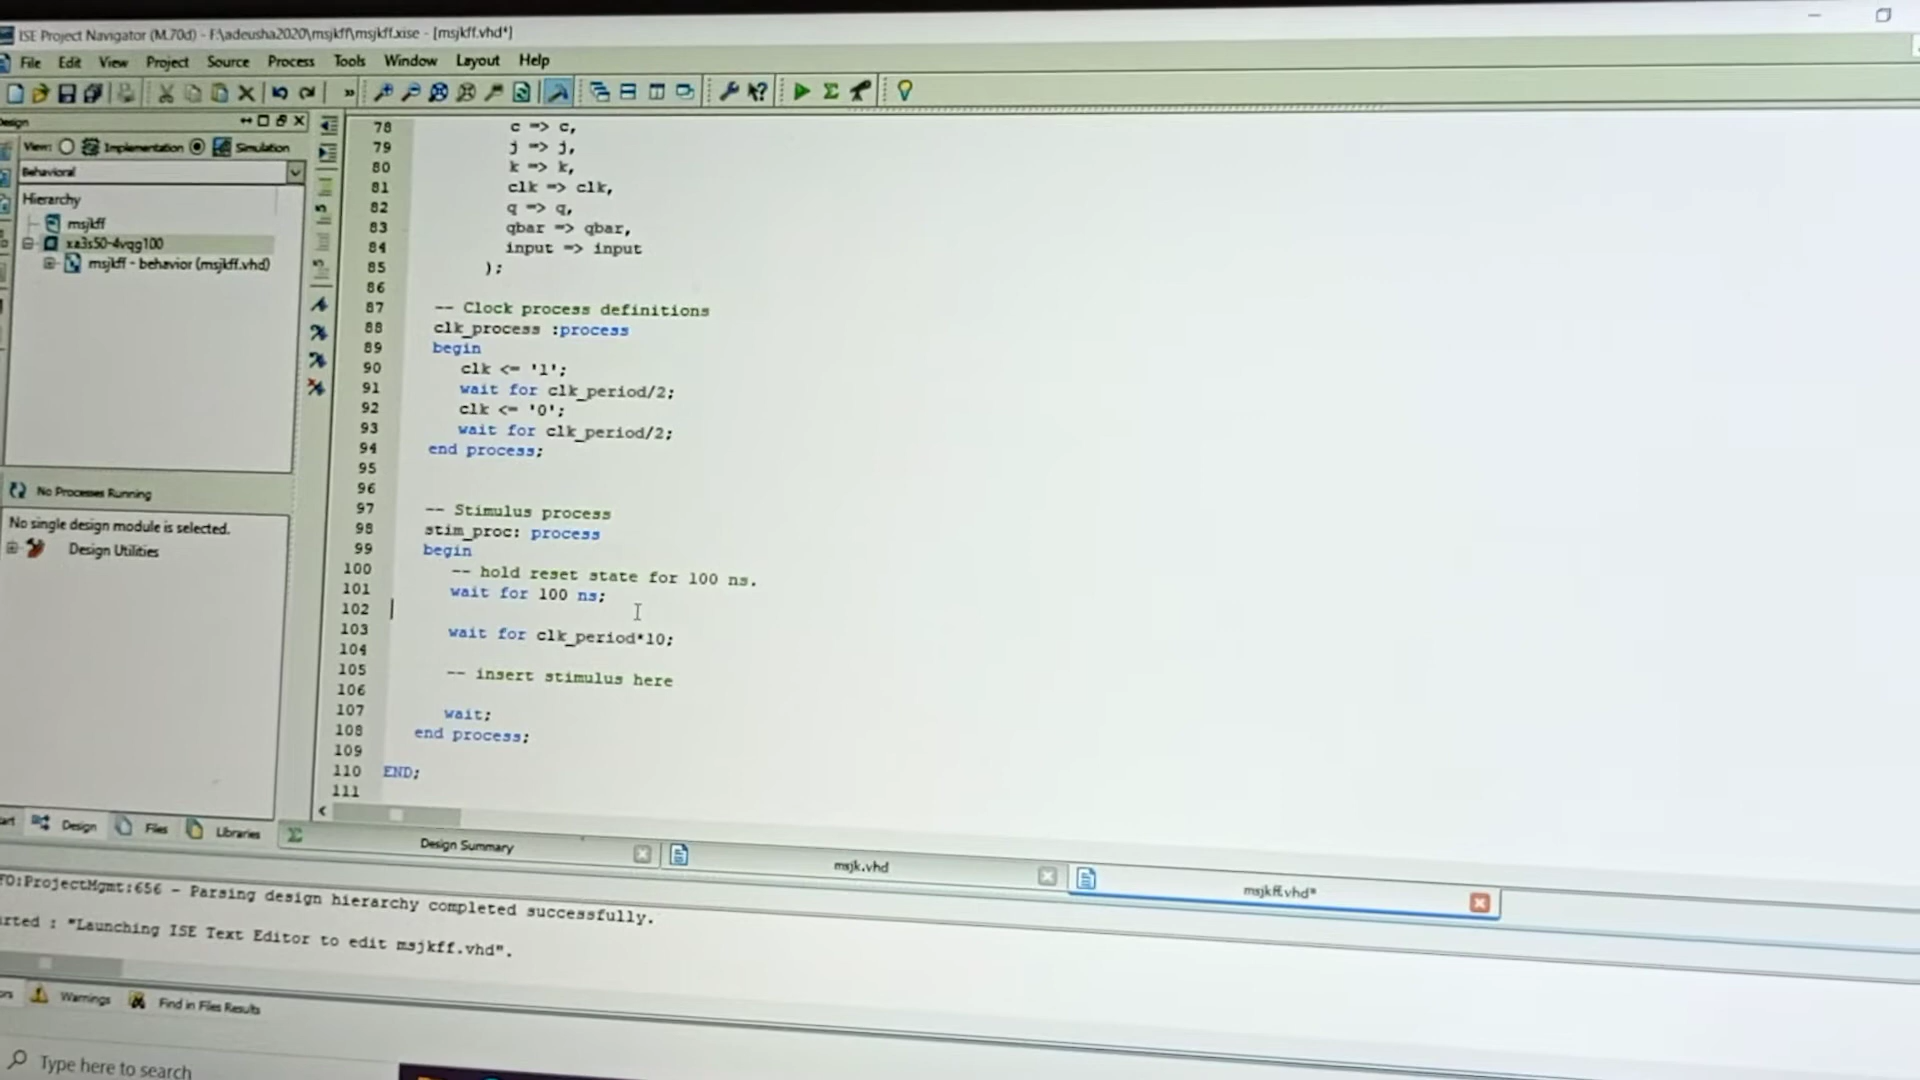 ISE Project Navigator (M.70d) - F:\adeusha2020\msjkff\msjkff.xise - [msjkff.vhd*]
File Edit View Project Source Process Tools Window Layout Help
View: Implementation Simulation
Behavioral
Hierarchy
msjkff
xa3s50-4vqg100
msjkff - behavior (msjkff.vhd)
No Processes Running
No single design module is selected.
Design Utilities
78 c => c,
79 j => j,
80 k => k,
81 clk => clk,
82 q => q,
83 qbar => qbar,
84 input => input
85 );
86
87 -- Clock process definitions
88 clk_process :process
89 begin
90 clk <= '1';
91 wait for clk_period/2;
92 clk <= '0';
93 wait for clk_period/2;
94 end process;
95
96
97 -- Stimulus process
98 stim_proc: process
99 begin
100 -- hold reset state for 100 ns.
101 wait for 100 ns;
102
103 wait for clk_period*10;
104
105 -- insert stimulus here
106
107 wait;
108 end process;
109
110 END;
111
Design Files Libraries
Design Summary msjk.vhd msjkff.vhd*
FO:ProjectMgmt:656 - Parsing design hierarchy completed successfully.
rted : "Launching ISE Text Editor to edit msjkff.vhd".
Warnings Find in Files Results
Type here to search